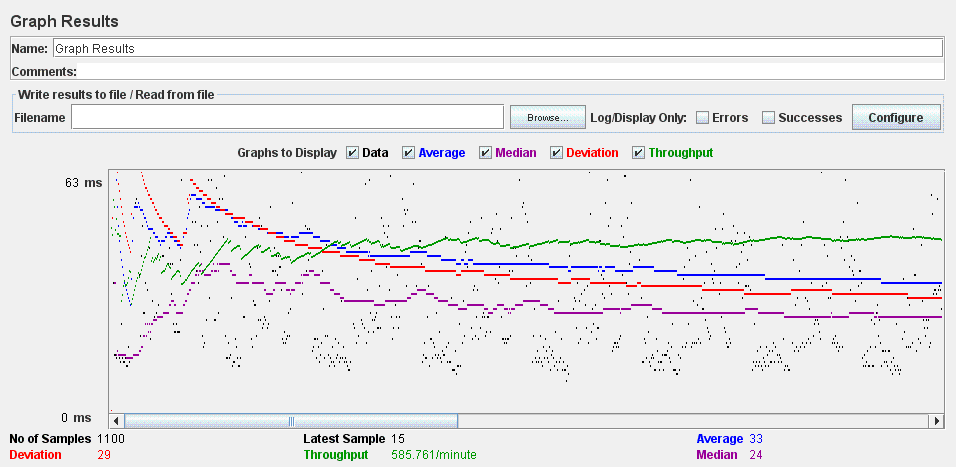 Graph Results
Name: Graph Results
Comments:
Write results to file / Read from file
Filename Browse... Log/Display Only: Errors Successes Configure
Graphs to Display Data Average Median Deviation Throughput
63 ms
0 ms
No of Samples 1100 Latest Sample 15 Average 33
Deviation 29 Throughput 585.761/minute Median 24